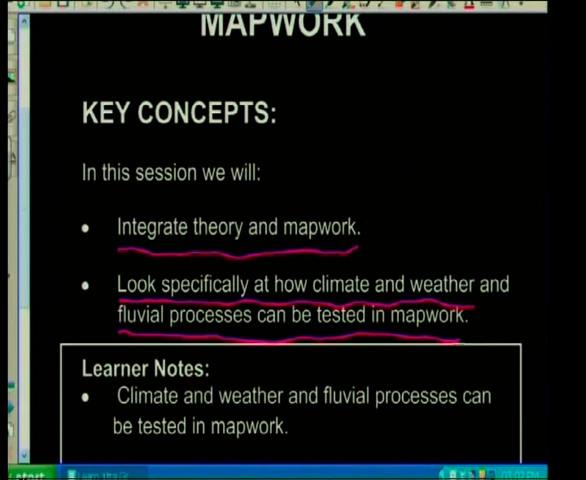 MAPWORK
KEY CONCEPTS:
In this session we will:
• Integrate theory and mapwork.
• Look specifically at how climate and weather and
fluvial processes can be tested in mapwork.
Learner Notes:
• Climate and weather and fluvial processes can
be tested in mapwork.
start